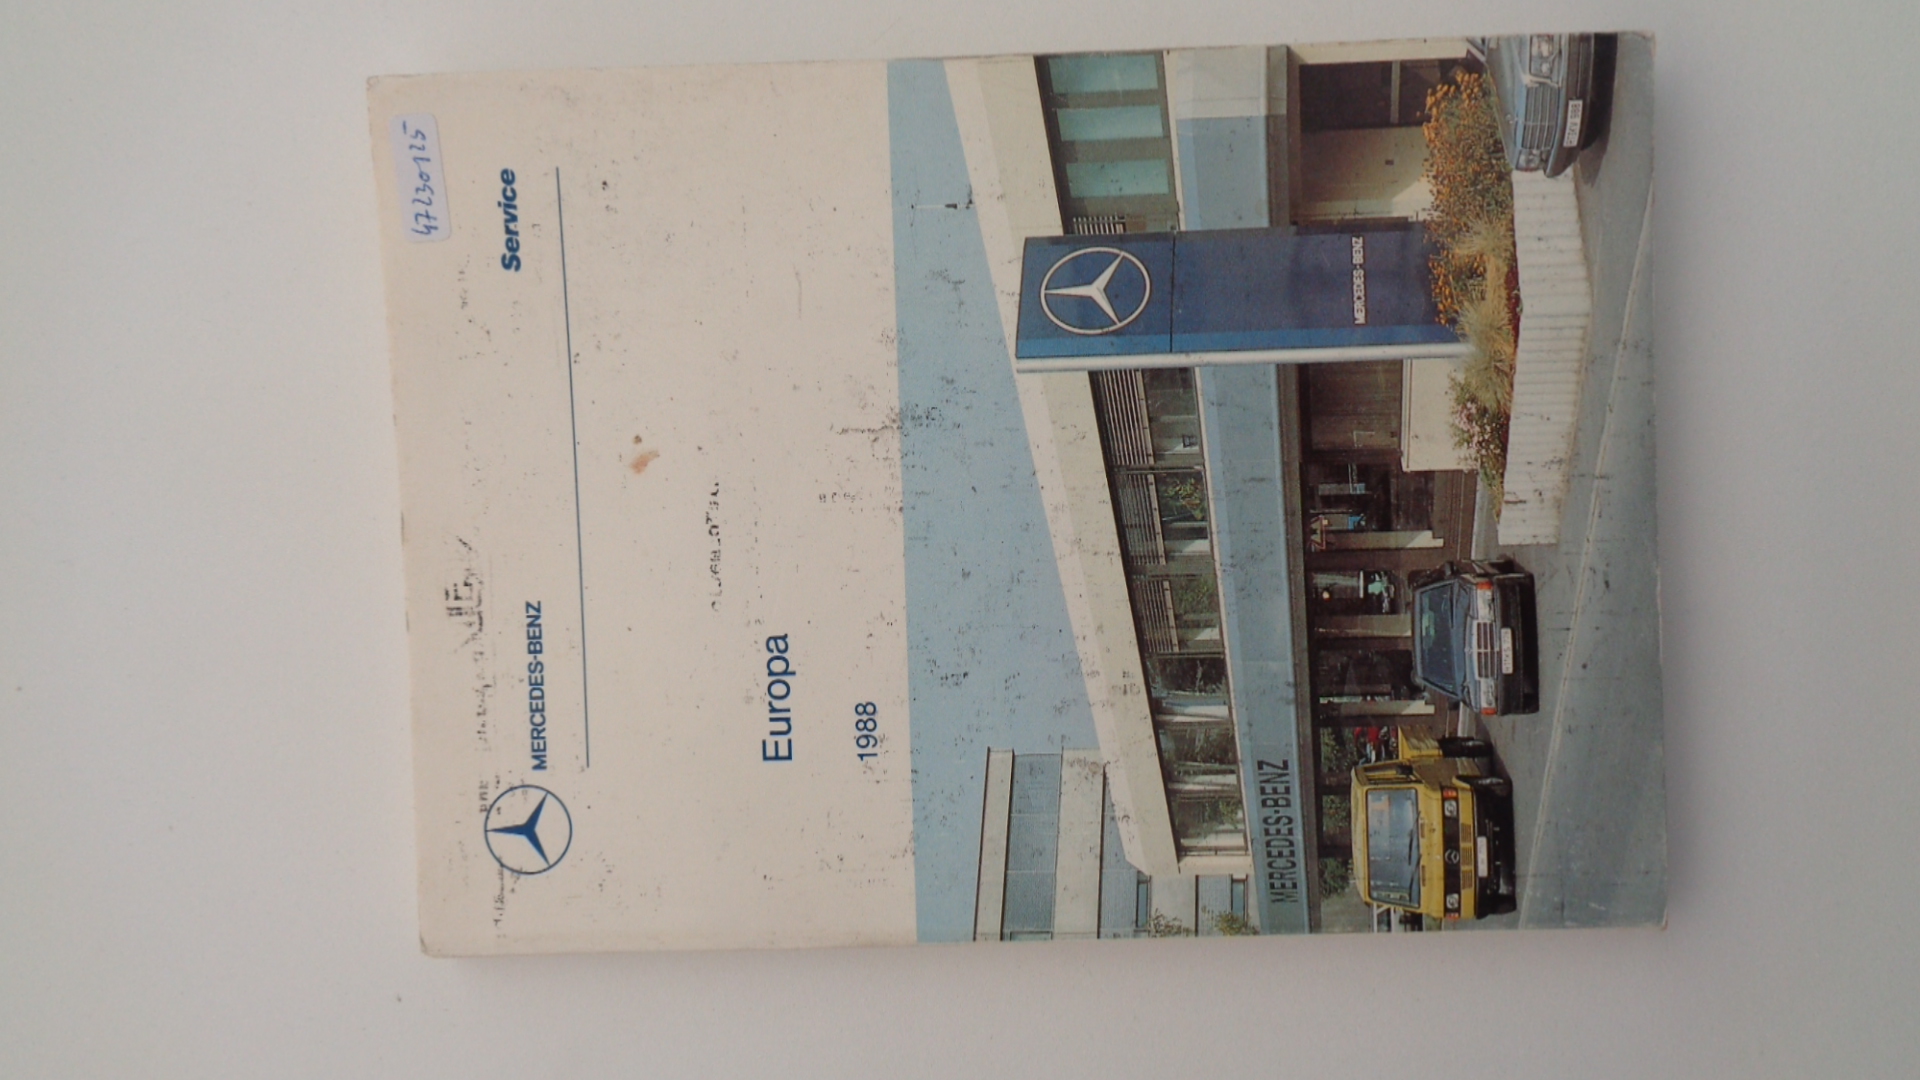 47230125
MERCEDES-BENZ
Service
Europa
1988
MERCEDES-BENZ
MERCEDES-BENZ